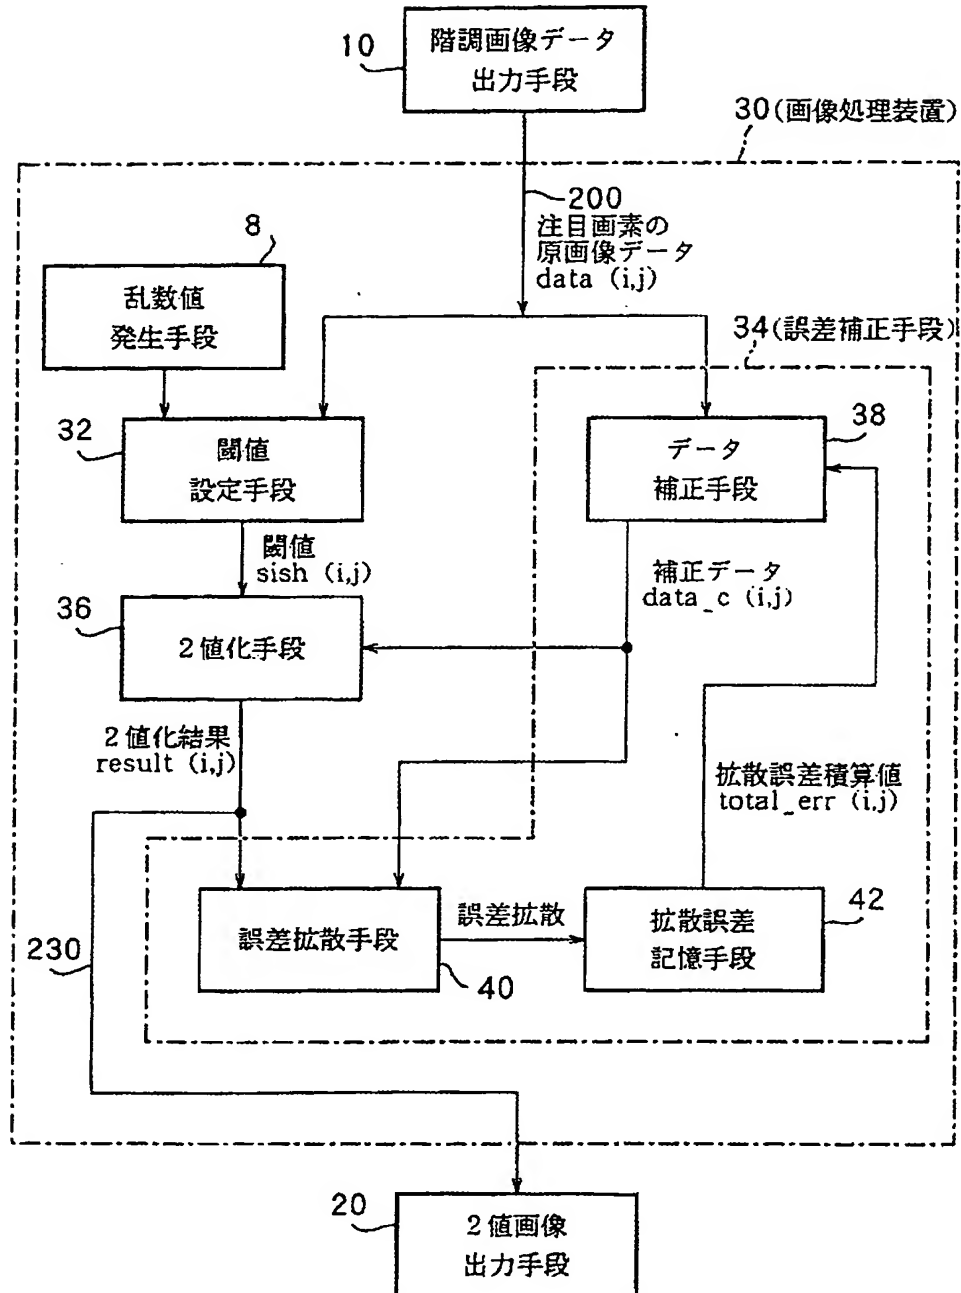 10
階調画像データ
出力手段
30(画像処理装置)
200
注目画素の
原画像データ
data (i,j)
8
乱数値
発生手段
34(誤差補正手段)
32
閾値
設定手段
38
データ
補正手段
閾値
sish (i,j)
補正データ
data_c (i,j)
36
2値化手段
2値化結果
result (i,j)
拡散誤差積算値
total_err (i,j)
誤差拡散手段
誤差拡散
拡散誤差
記憶手段
42
230
40
20
2値画像
出力手段